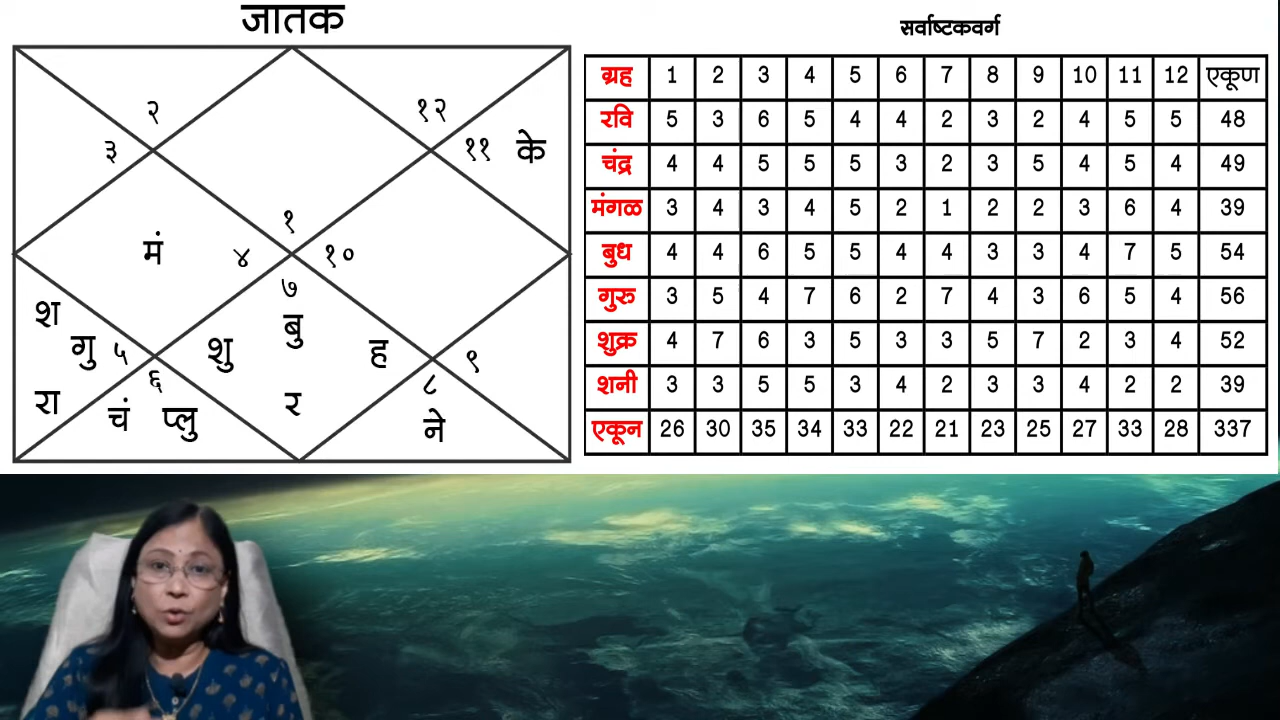 जातक
२
१२
३
११ के
१
मं ४ १०
७
श
गु ५ शु बु ह ९
६ ८
रा चं प्लु र ने
सर्वाष्टकवर्ग
ग्रह 1 2 3 4 5 6 7 8 9 10 11 12 एकूण
रवि 5 3 6 5 4 4 2 3 2 4 5 5 48
चंद्र 4 4 5 5 5 3 2 3 5 4 5 4 49
मंगळ 3 4 3 4 5 2 1 2 2 3 6 4 39
बुध 4 4 6 5 5 4 4 3 3 4 7 5 54
गुरु 3 5 4 7 6 2 7 4 3 6 5 4 56
शुक्र 4 7 6 3 5 3 3 5 7 2 3 4 52
शनी 3 3 5 5 3 4 2 3 3 4 2 2 39
एकून 26 30 35 34 33 22 21 23 25 27 33 28 337